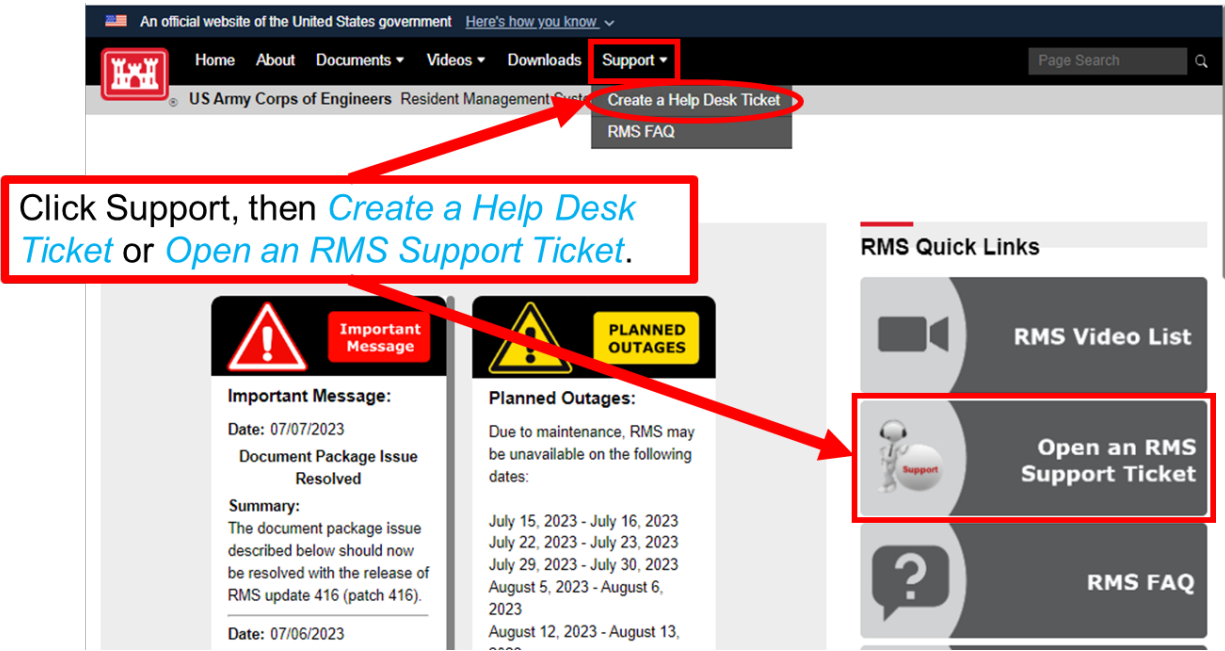 An official website of the United States government Here's how you know
Home About Documents Videos Downloads Support
Page Search
US Army Corps of Engineers Resident Management
Create a Help Desk Ticket
RMS FAQ
Click Support, then Create a Help Desk
Ticket or Open an RMS Support Ticket.
Important
Message
Important Message:
Date: 07/07/2023
Document Package Issue
Resolved
Summary:
The document package issue
described below should now
be resolved with the release of
RMS update 416 (patch 416).
Date: 07/06/2023
PLANNED
OUTAGES
Planned Outages:
Due to maintenance, RMS may
be unavailable on the following
dates:
July 15, 2023 - July 16, 2023
July 22, 2023 - July 23, 2023
July 29, 2023 - July 30, 2023
August 5, 2023 - August 6,
2023
August 12, 2023 - August 13,
RMS Quick Links
RMS Video List
Support
Open an RMS
Support Ticket
RMS FAQ